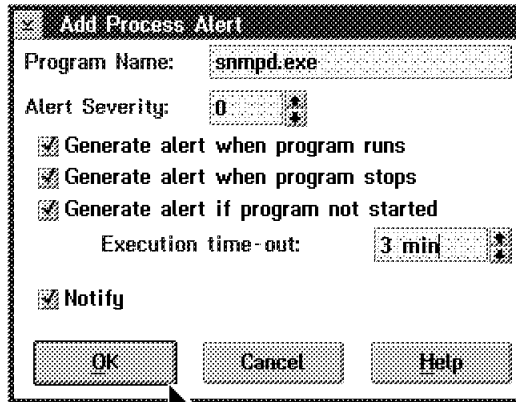 Add Process Alert
Program Name: snmpd.exe
Alert Severity: 0
Generate alert when program runs
Generate alert when program stops
Generate alert if program not started
Execution time-out: 3 min
Notify
OK Cancel Help